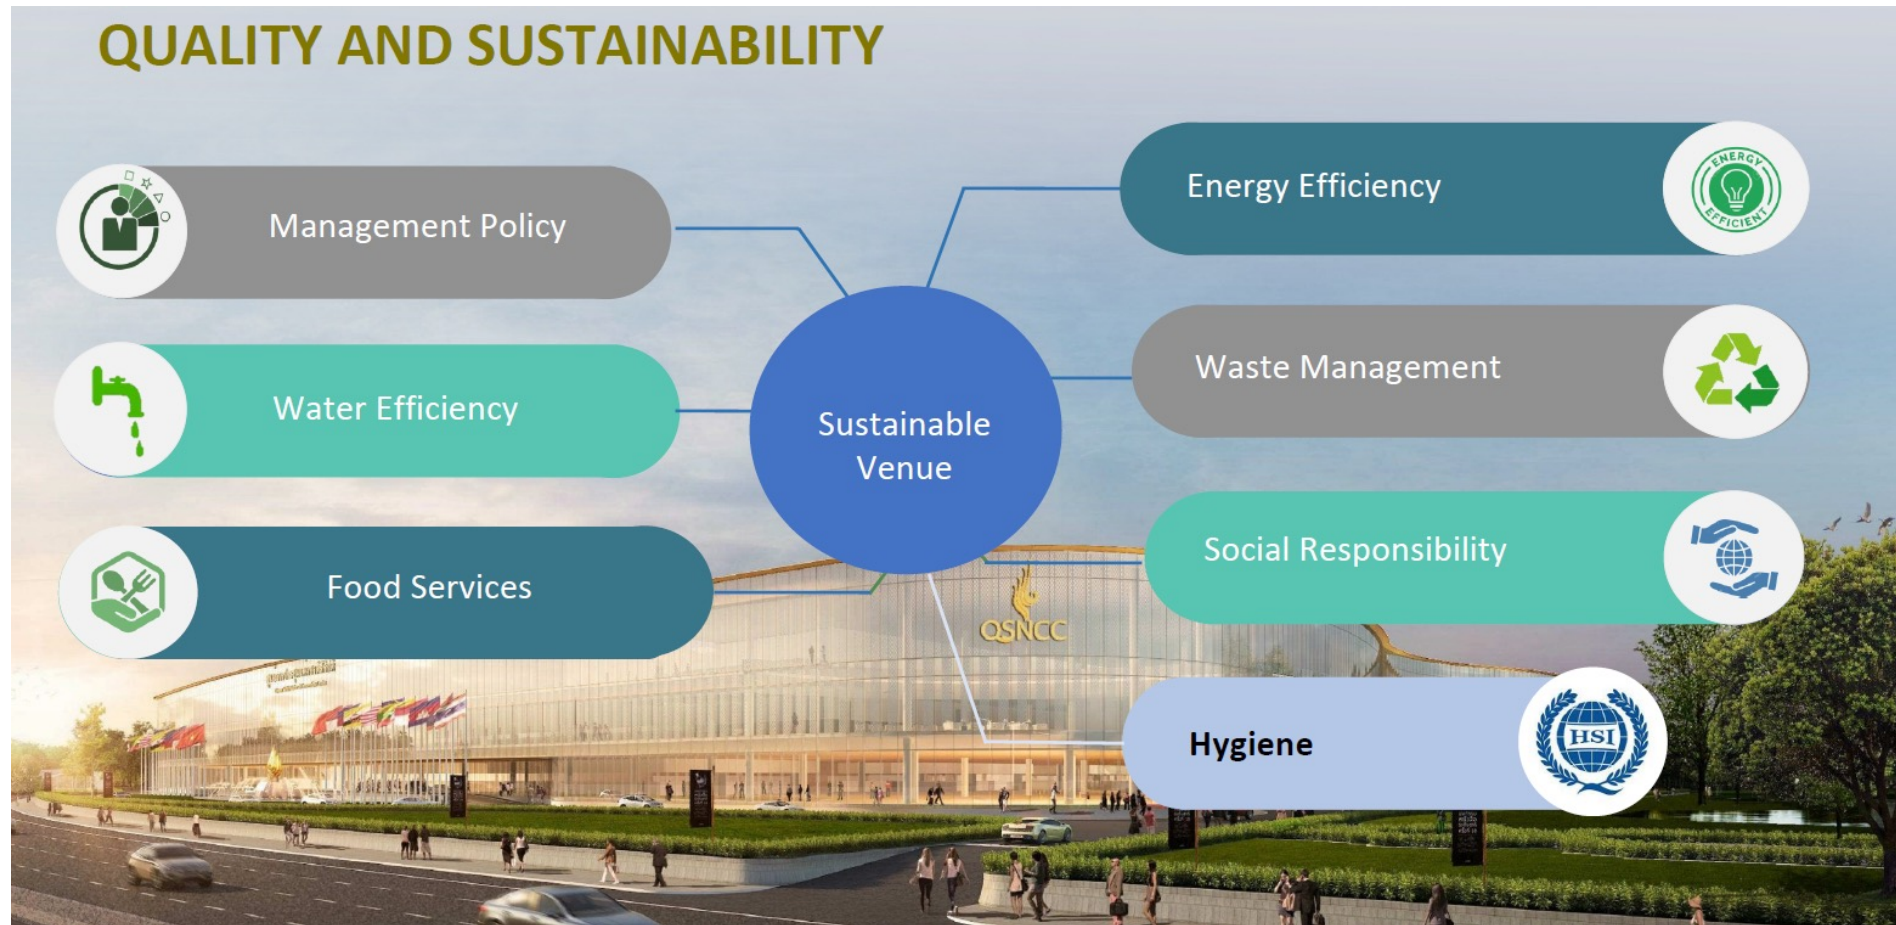 QUALITY AND SUSTAINABILITY
Management Policy
Water Efficiency
Food Services
Sustainable
Venue
Energy Efficiency
ENERGY
EFFICIENT
Waste Management
Social Responsibility
Hygiene
HSI
QSNCC